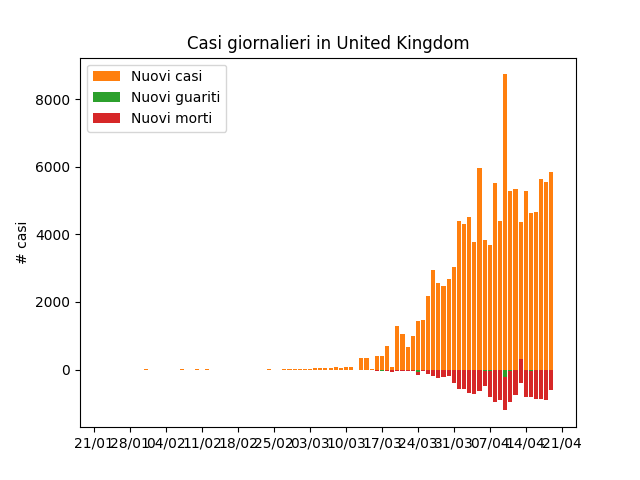 Casi giornalieri in United Kingdom
Nuovi casi
Nuovi guariti
Nuovi morti
# casi
8000
6000
4000
2000
0
21/01 28/01 04/02 11/02 18/02 25/02 03/03 10/03 17/03 24/03 31/03 07/04 14/04 21/04